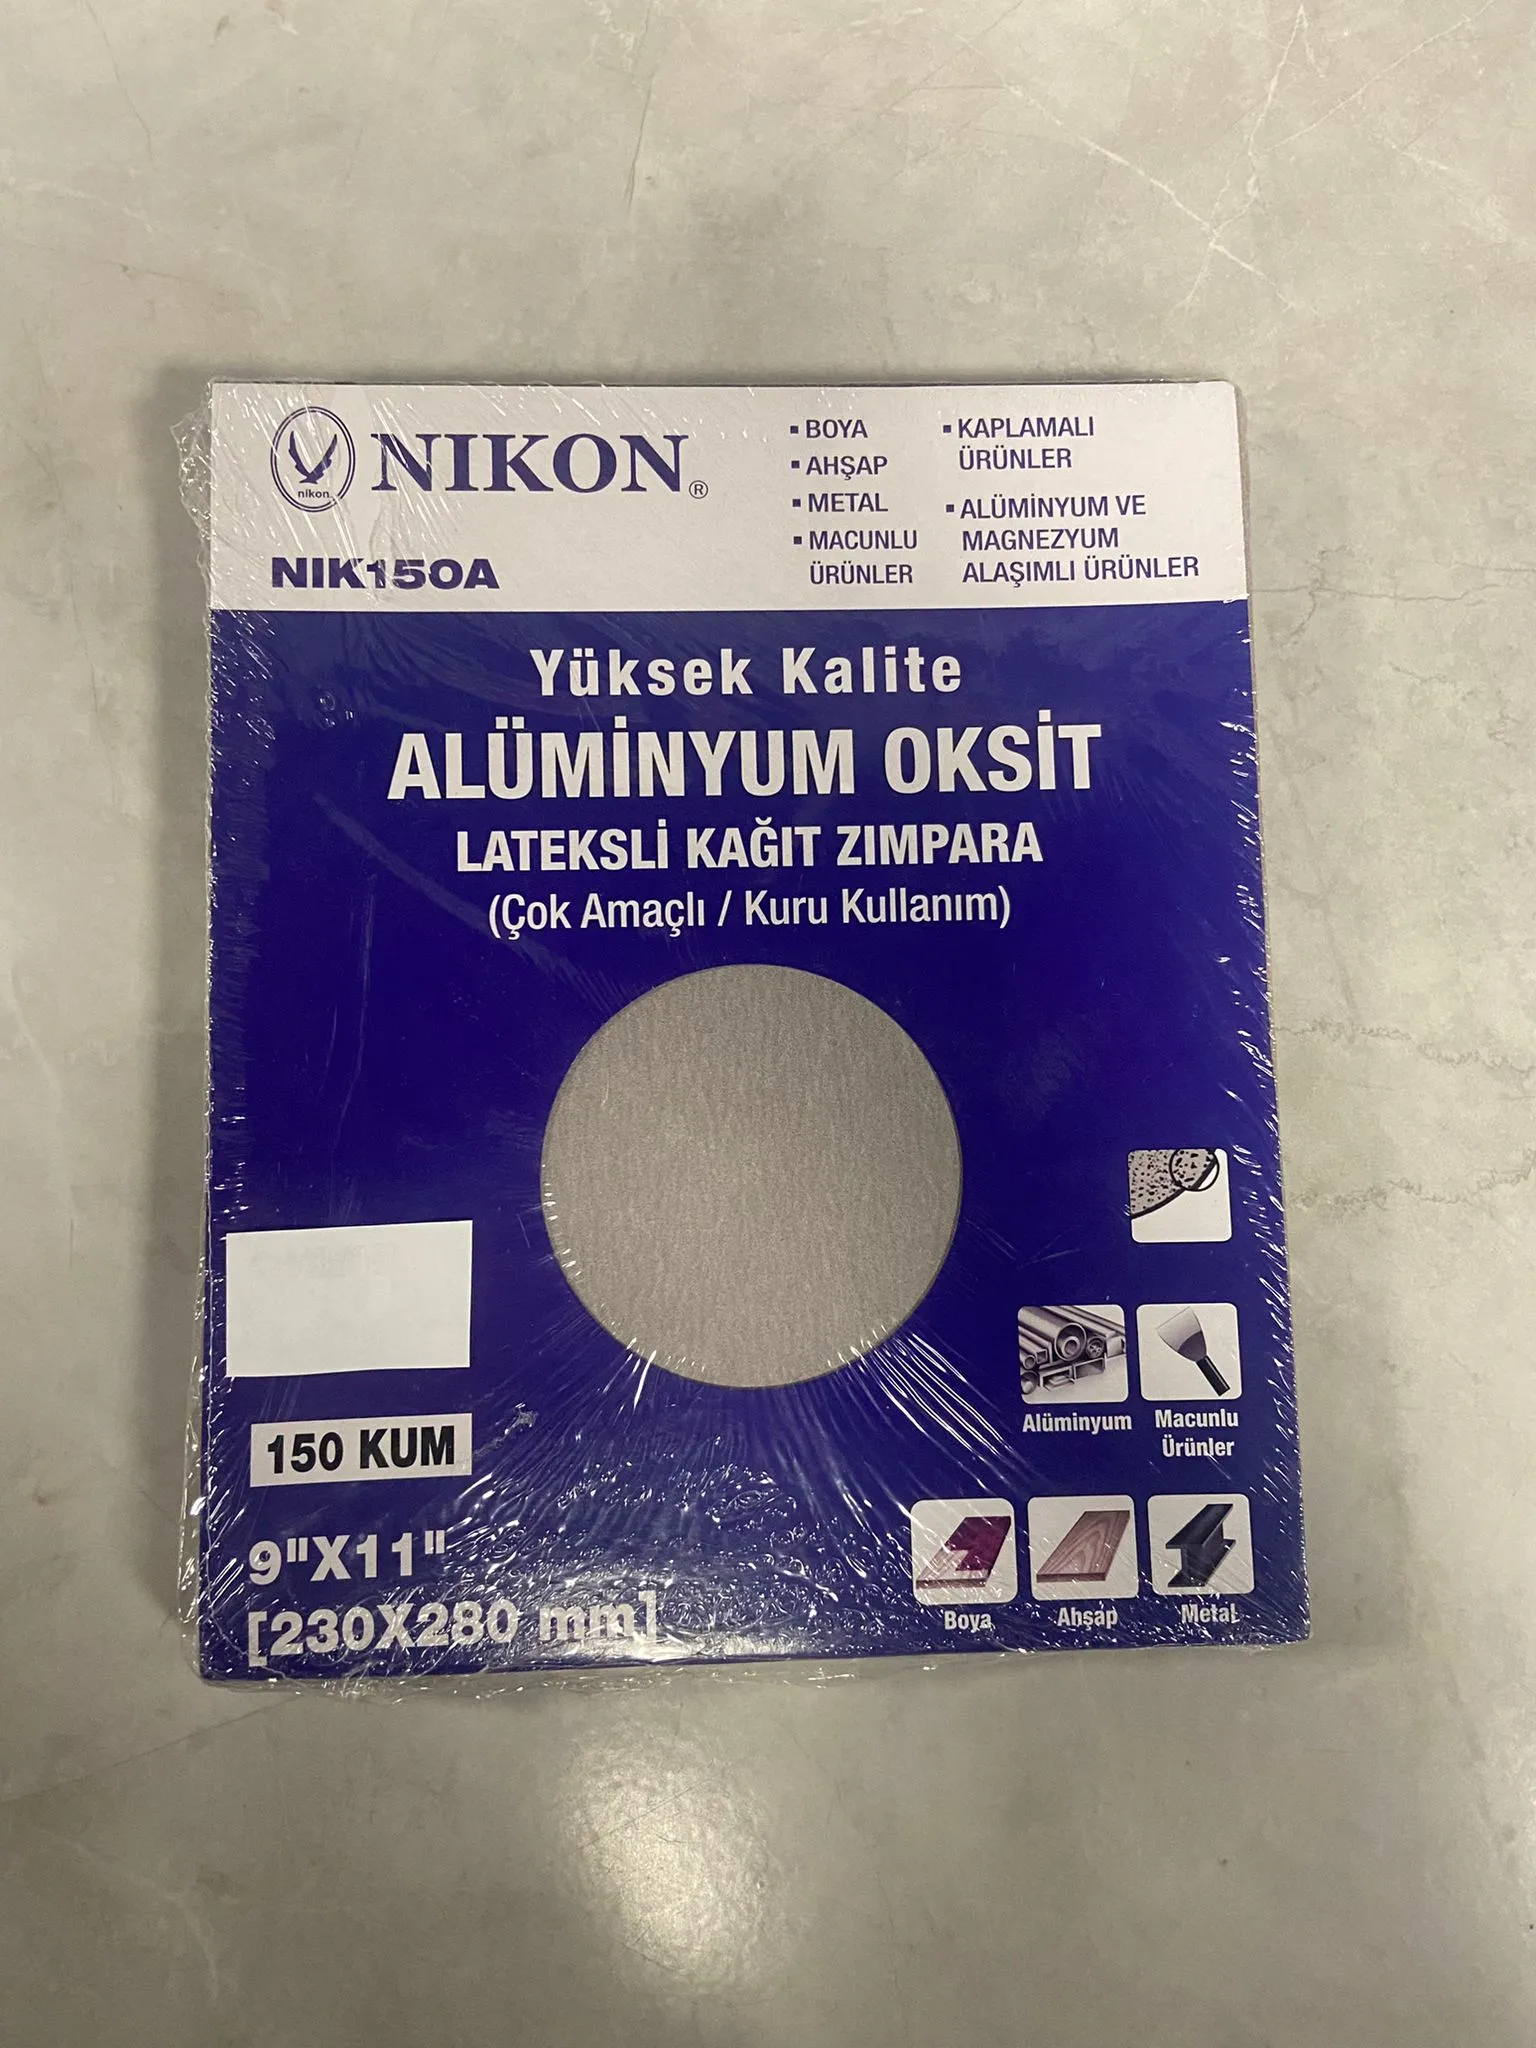 nikon
NIKON®
NIK150A
▪ BOYA
▪ AHŞAP
▪ METAL
▪ MACUNLU
ÜRÜNLER
▪ KAPLAMALI
ÜRÜNLER
▪ ALÜMİNYUM VE
MAGNEZYUM
ALAŞIMLI ÜRÜNLER
Yüksek Kalite
ALÜMİNYUM OKSİT
LATEKSLİ KAĞIT ZIMPARA
(Çok Amaçlı / Kuru Kullanım)
150 KUM
9"X11"
[230X280 mm]
Alüminyum
Macunlu
Ürünler
Boya
Ahşap
Metal